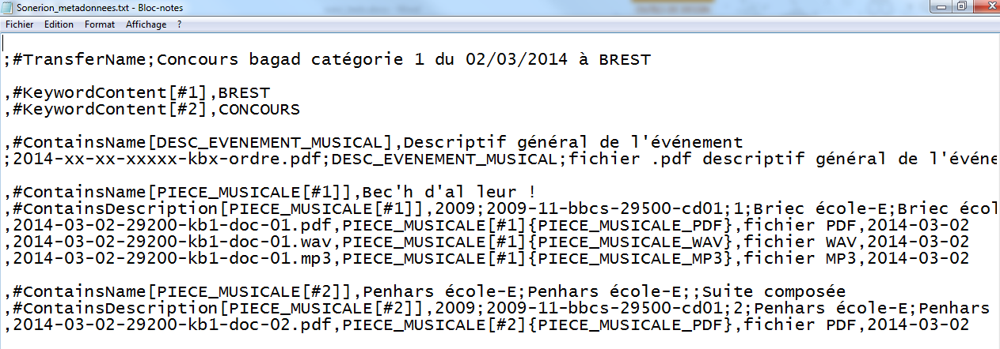 Sonerion_metadonnees.txt - Bloc-notes
Fichier Edition Format Affichage ?
;#TransferName;Concours bagad catégorie 1 du 02/03/2014 à BREST
,#KeywordContent[#1],BREST
,#KeywordContent[#2],CONCOURS
,#ContainsName[DESC_EVENEMENT_MUSICAL],Descriptif général de l'événement
;2014-xx-xx-xxxxx-kbx-ordre.pdf;DESC_EVENEMENT_MUSICAL;fichier .pdf descriptif général de l'événe
,#ContainsName[PIECE_MUSICALE[#1]],Bec'h d'al leur !
,#ContainsDescription[PIECE_MUSICALE[#1]],2009;2009-11-bbcs-29500-cd01;1;Briec école-E;Briec écol
,2014-03-02-29200-kb1-doc-01.pdf,PIECE_MUSICALE[#1]{PIECE_MUSICALE_PDF},fichier PDF,2014-03-02
,2014-03-02-29200-kb1-doc-01.wav,PIECE_MUSICALE[#1]{PIECE_MUSICALE_WAV},fichier WAV,2014-03-02
,2014-03-02-29200-kb1-doc-01.mp3,PIECE_MUSICALE[#1]{PIECE_MUSICALE_MP3},fichier MP3,2014-03-02
,#ContainsName[PIECE_MUSICALE[#2]],Penhars école-E;Penhars école-E;;Suite composée
,#ContainsDescription[PIECE_MUSICALE[#2]],2009;2009-11-bbcs-29500-cd01;2;Penhars école-E;Penhars
,2014-03-02-29200-kb1-doc-02.pdf,PIECE_MUSICALE[#2]{PIECE_MUSICALE_PDF},fichier PDF,2014-03-02